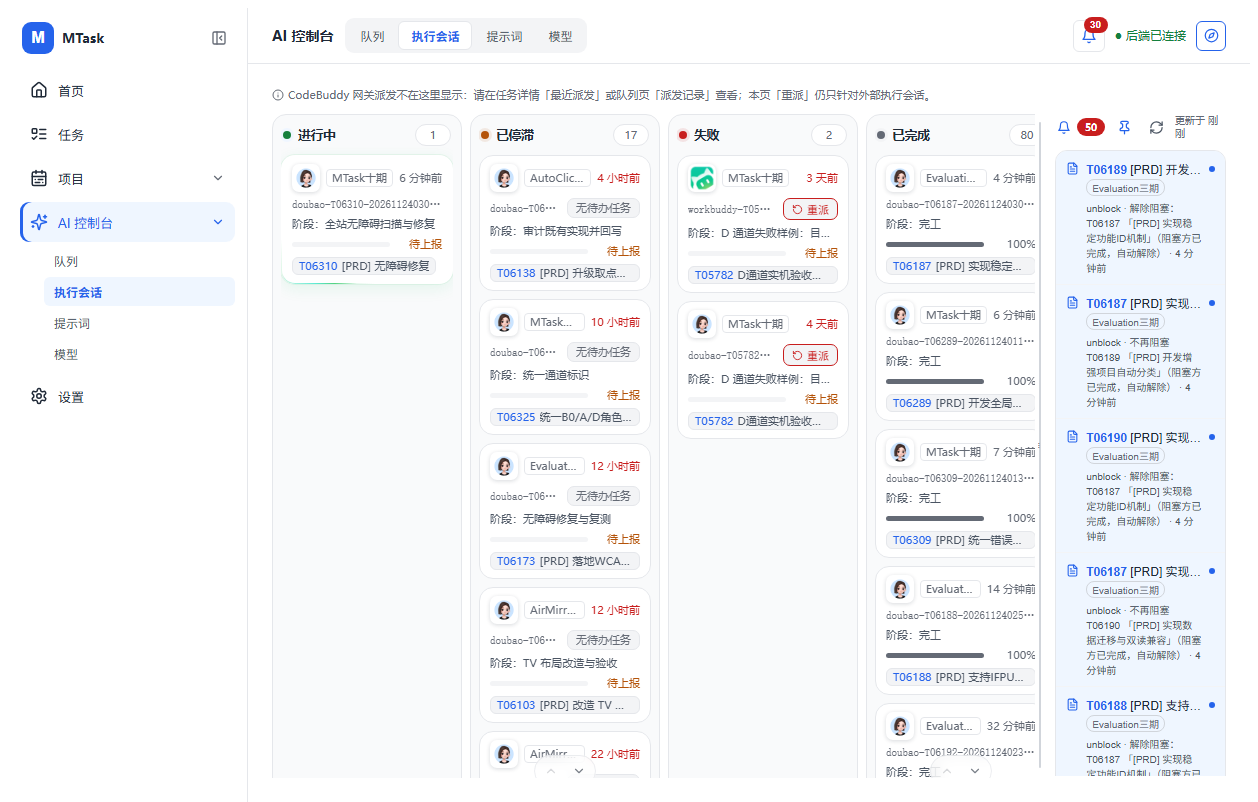 M MTask
首页
任务
项目
AI 控制台
队列
执行会话
提示词
模型
设置
AI 控制台 队列 执行会话 提示词 模型
30
后端已连接
CodeBuddy 网关派发不在这里显示：请在任务详情「最近派发」或队列页「派发记录」查看；本页「重派」仍只针对外部执行会话。
进行中 1
MTask十期 6 分钟前
doubao-T06310-20261124030…
阶段：全站无障碍扫描与修复
待上报
T06310 [PRD] 无障碍修复
已停滞 17
AutoClic… 4 小时前
doubao-T06… 无待办任务
阶段：审计既有实现并回写
待上报
T06138 [PRD] 升级取点…
MTask… 10 小时前
doubao-T06… 无待办任务
阶段：统一通道标识
待上报
T06325 统一B0/A/D角色…
Evaluat… 12 小时前
doubao-T06… 无待办任务
阶段：无障碍修复与复测
待上报
T06173 [PRD] 落地WCA…
AirMirr… 12 小时前
doubao-T06… 无待办任务
阶段：TV 布局改造与验收
待上报
T06103 [PRD] 改造 TV …
AirMirr… 22 小时前
失败 2
MTask十期 3 天前
workbuddy-T05… 重派
阶段：D 通道失败样例：目…
待上报
T05782 D通道实机验收…
MTask十期 4 天前
doubao-T05782… 重派
阶段：D 通道失败样例：目…
待上报
T05782 D通道实机验收…
已完成 80
Evaluati… 4 分钟前
doubao-T06187-20261124030…
阶段：完工
100%
T06187 [PRD] 实现稳定…
MTask十期 6 分钟前
doubao-T06289-20261124011…
阶段：完工
100%
T06289 [PRD] 开发全局…
MTask十期 7 分钟前
doubao-T06309-20261124013…
阶段：完工
100%
T06309 [PRD] 统一错误…
Evaluat… 14 分钟前
doubao-T06188-20261124025…
阶段：完工
100%
T06188 [PRD] 支持IFPU…
Evaluat… 32 分钟前
doubao-T06192-20261124023…
阶段：完工
50 更新于 刚
刚
T06189 [PRD] 开发…
Evaluation三期
unblock · 解除阻塞：
T06187 「[PRD] 实现稳
定功能ID机制」（阻塞方已
完成，自动解除） · 4 分
钟前
T06187 [PRD] 实现…
Evaluation三期
unblock · 不再阻塞
T06189 「[PRD] 开发增
强项目自动分类」（阻塞方
已完成，自动解除） · 4
分钟前
T06190 [PRD] 实现…
Evaluation三期
unblock · 解除阻塞：
T06187 「[PRD] 实现稳
定功能ID机制」（阻塞方已
完成，自动解除） · 4 分
钟前
T06187 [PRD] 实现…
Evaluation三期
unblock · 不再阻塞
T06190 「[PRD] 实现数
据迁移与双读兼容」（阻塞
方已完成，自动解除） · 4
分钟前
T06188 [PRD] 支持…
Evaluation三期
unblock · 解除阻塞：
T06187 「[PRD] 实现稳
定功能ID机制」（阻塞方已